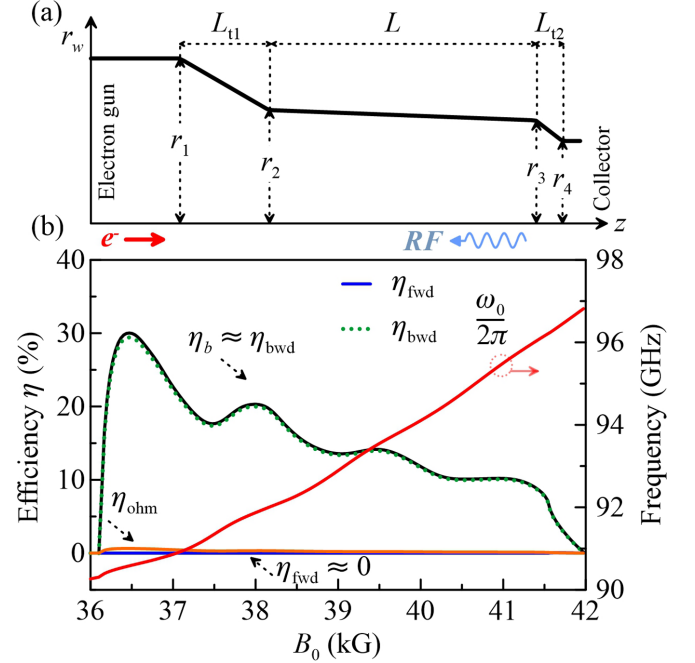 (a)
r_w
L_t1
L
L_t2
Electron gun
r_1
r_2
r_3
r_4
Collector
z
(b)
e-
RF
40
30
20
10
0
Efficiency η (%)
η_fwd
η_bwd
η_b ≈ η_bwd
ω_0/2π
η_ohm
η_fwd ≈ 0
98
96
94
92
90
Frequency (GHz)
36 37 38 39 40 41 42
B_0 (kG)